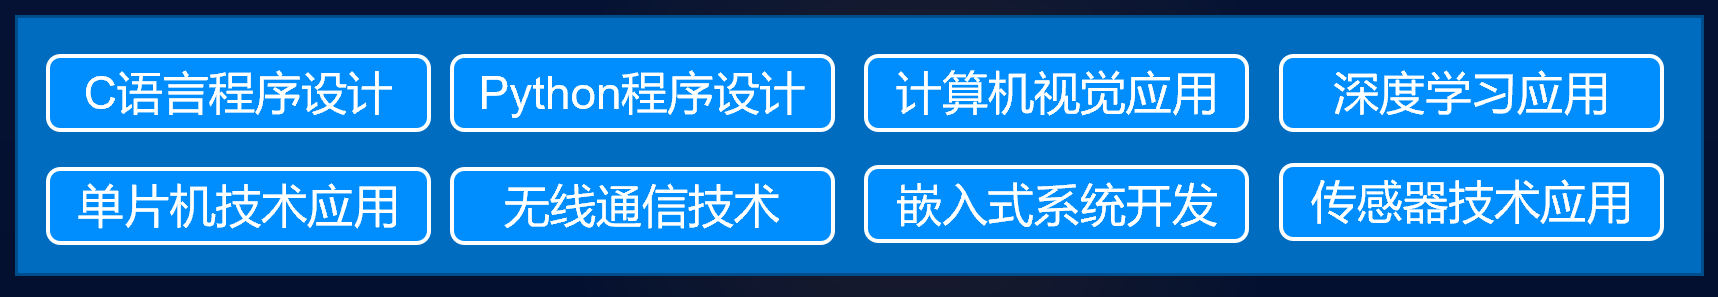 C语言程序设计
Python程序设计
计算机视觉应用
深度学习应用
单片机技术应用
无线通信技术
嵌入式系统开发
传感器技术应用